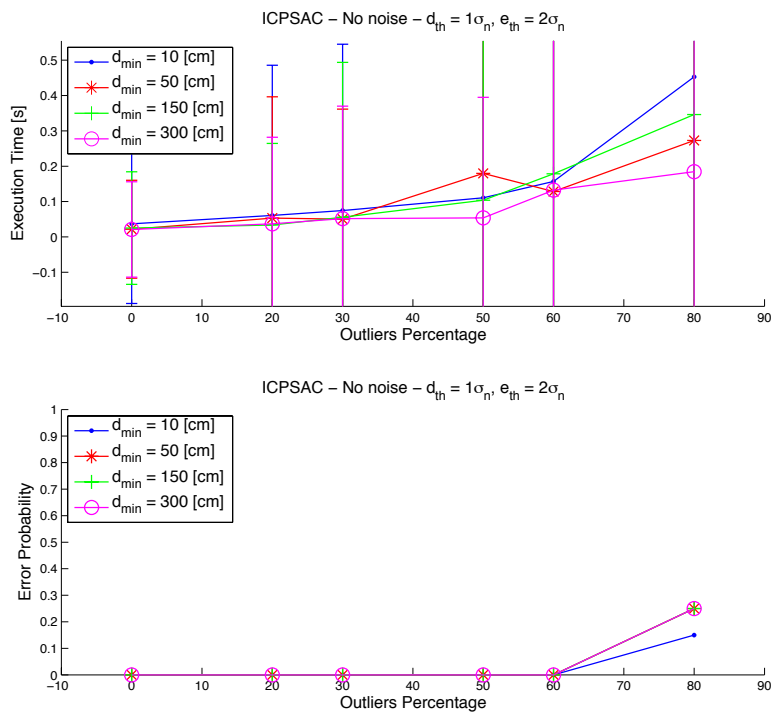 ICPSAC – No noise – d_th = 1σ_n, e_th = 2σ_n
d_min = 10 [cm]
d_min = 50 [cm]
d_min = 150 [cm]
d_min = 300 [cm]
Execution Time [s]
0.5
0.4
0.3
0.2
0.1
0
−0.1
−10 0 10 20 30 40 50 60 70 80 90
Outliers Percentage
ICPSAC – No noise – d_th = 1σ_n, e_th = 2σ_n
d_min = 10 [cm]
d_min = 50 [cm]
d_min = 150 [cm]
d_min = 300 [cm]
Error Probability
1
0.9
0.8
0.7
0.6
0.5
0.4
0.3
0.2
0.1
0
−10 0 10 20 30 40 50 60 70 80 90
Outliers Percentage